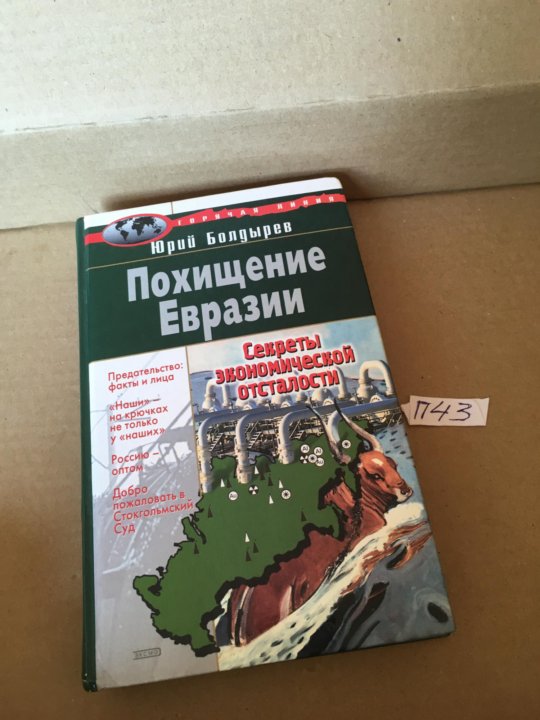 ГОРЯЧАЯ ЛИНИЯ
Юрий Болдырев
Похищение
Евразии
Секреты
экономической
отсталости
Предательство:
факты и лица
«Наши» –
на крючках
не только
у «наших»
Россию –
оптом
Добро
пожаловать в
Стокгольмский
Суд
ЭКСМО
П43